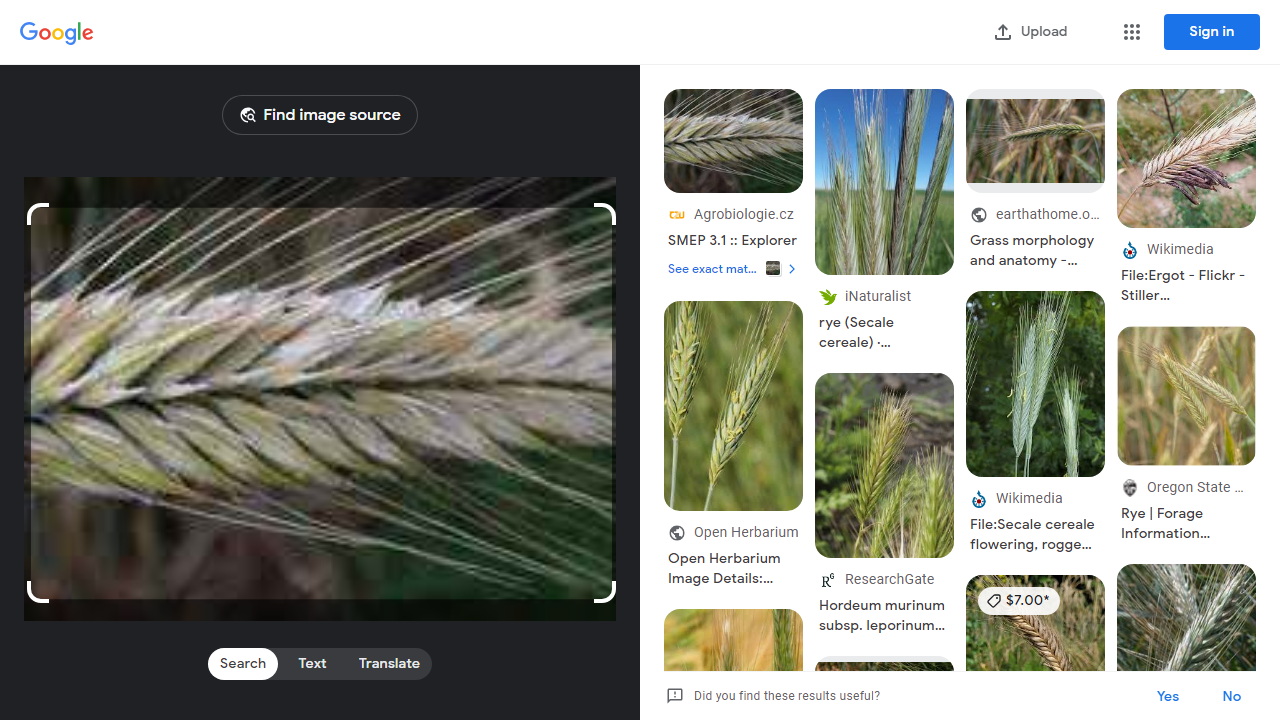 Google
Upload
Sign in
Find image source
Search
Text
Translate
Agrobiologie.cz
SMEP 3.1 :: Explorer
See exact mat...
Open Herbarium
Open Herbarium
Image Details:...
iNaturalist
rye (Secale
cereale) ·...
ResearchGate
Hordeum murinum
subsp. leporinum...
earthathome.o...
Grass morphology
and anatomy -...
Wikimedia
File:Secale cereale
flowering, rogge...
$7.00*
Wikimedia
File:Ergot - Flickr -
Stiller...
Oregon State ...
Rye | Forage
Information...
Did you find these results useful?
Yes
No